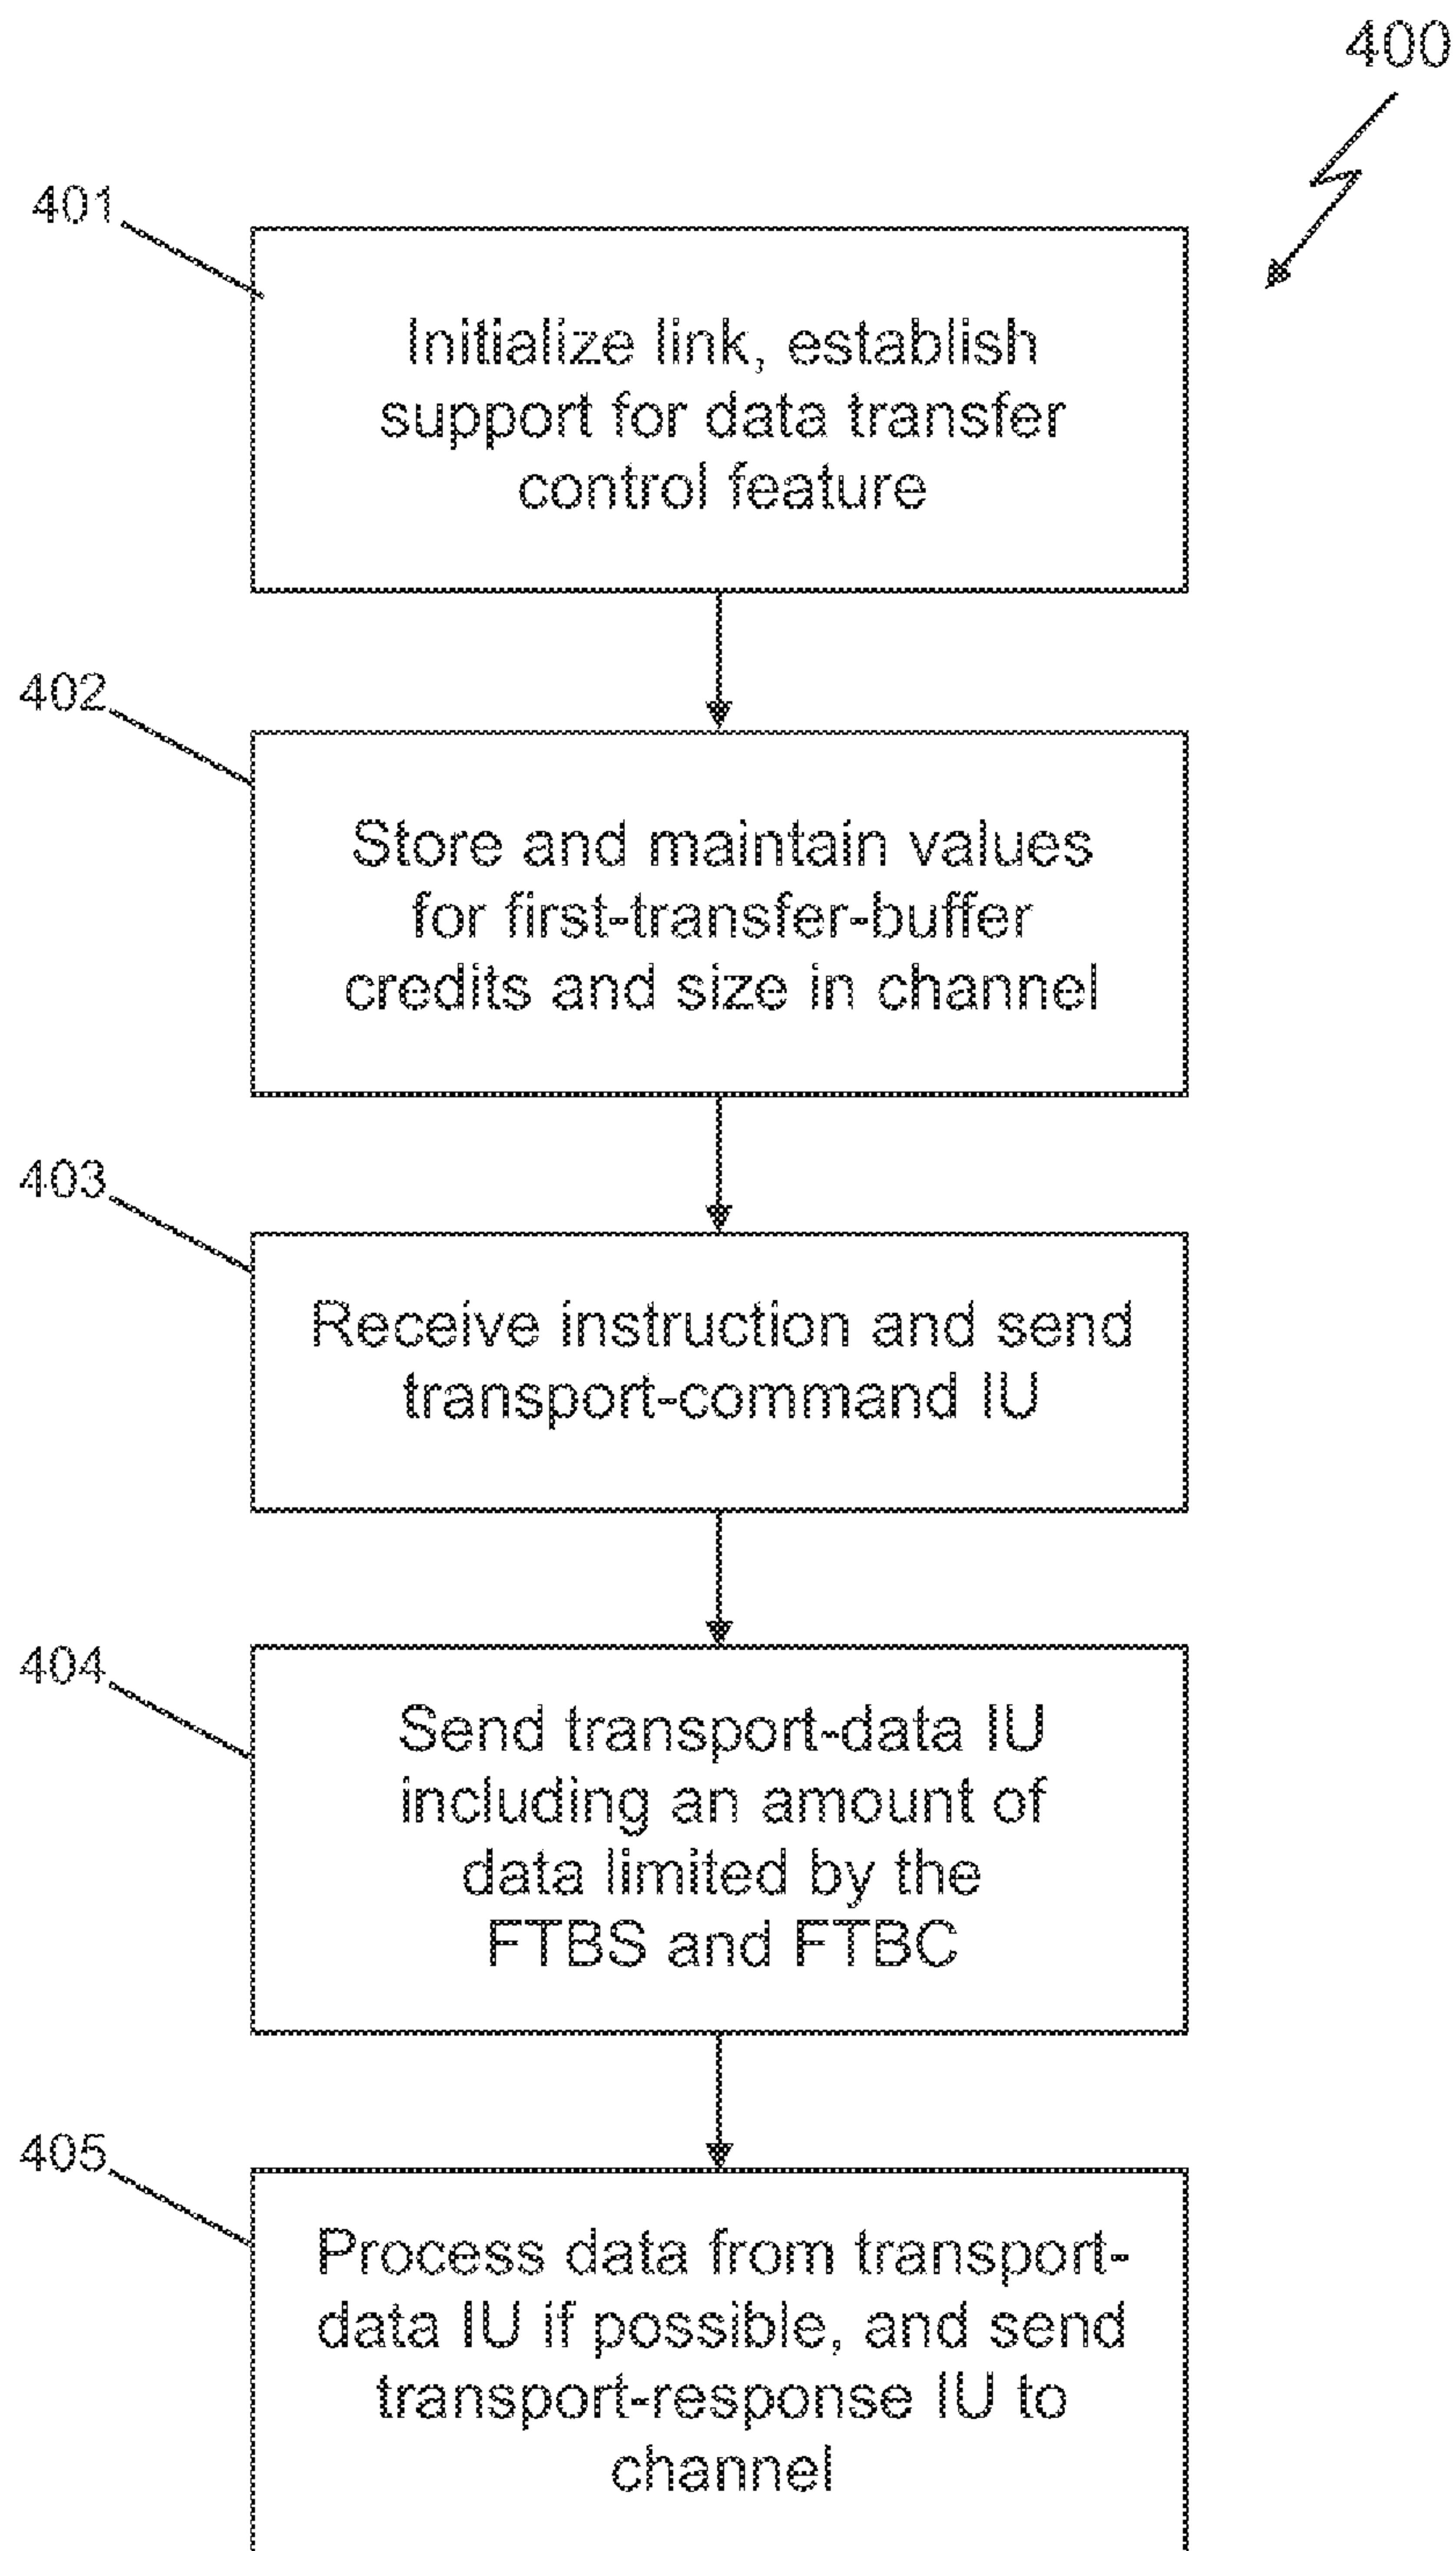 400
401
Initialize link, establish
support for data transfer
control feature
402
Store and maintain values
for first-transfer-buffer
credits and size in channel
403
Receive instruction and send
transport-command IU
404
Send transport-data IU
including an amount of
data limited by the
FTBS and FTBC
405
Process data from transport-
data IU if possible, and send
transport-response IU to
channel